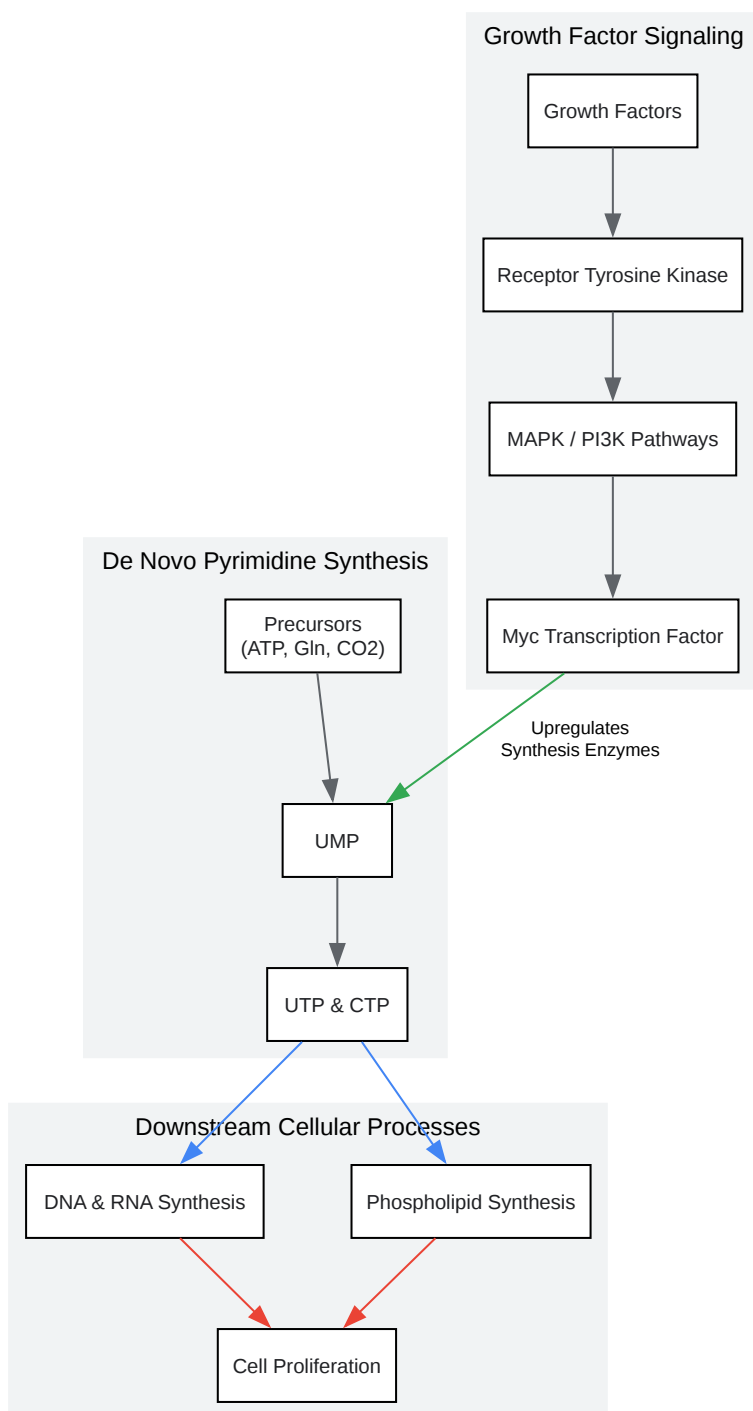 Growth Factor Signaling
Growth Factors
Receptor Tyrosine Kinase
MAPK / PI3K Pathways
Myc Transcription Factor
Upregulates
Synthesis Enzymes
De Novo Pyrimidine Synthesis
Precursors
(ATP, Gln, CO2)
UMP
UTP & CTP
Downstream Cellular Processes
DNA & RNA Synthesis
Phospholipid Synthesis
Cell Proliferation